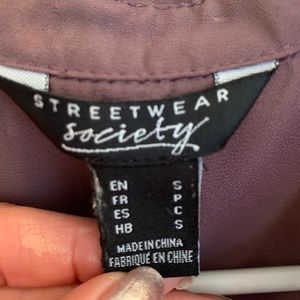 STREETWEAR
society
EN S
FR P
ES C
HB S
MADE IN CHINA
FABRIQUÉ EN CHINE